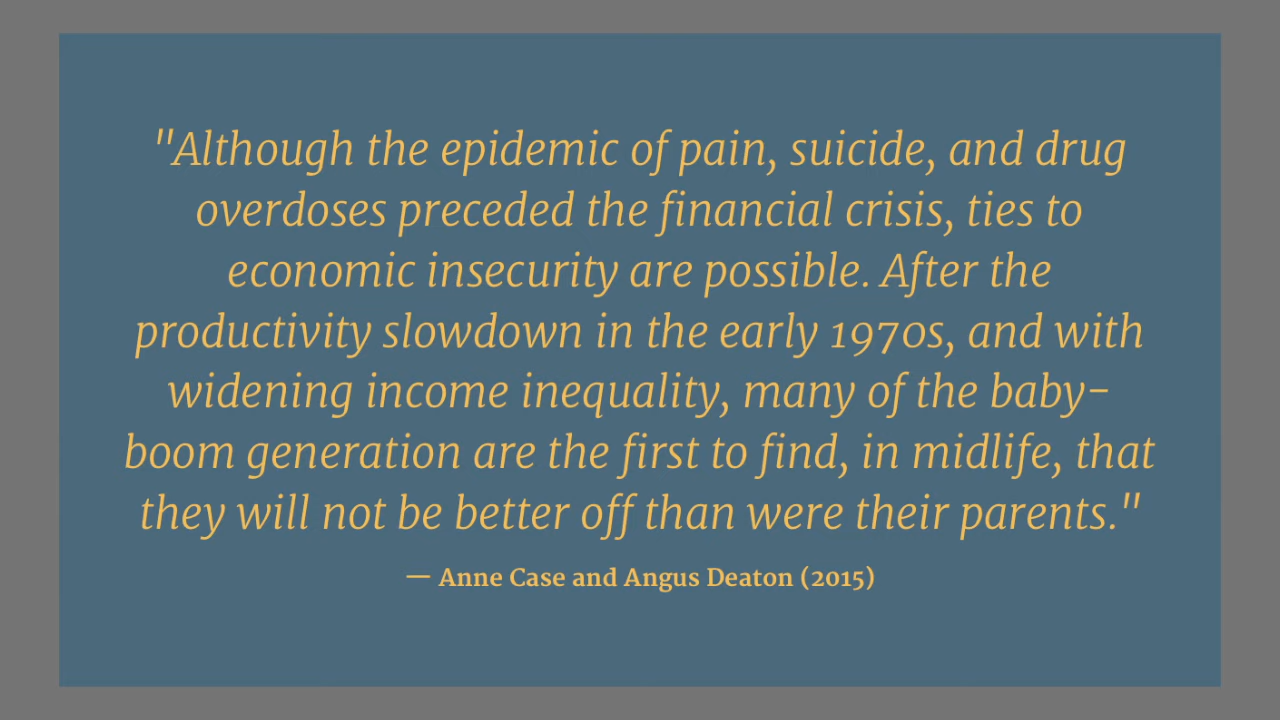 "Although the epidemic of pain, suicide, and drug
overdoses preceded the financial crisis, ties to
economic insecurity are possible. After the
productivity slowdown in the early 1970s, and with
widening income inequality, many of the baby-
boom generation are the first to find, in midlife, that
they will not be better off than were their parents."
— Anne Case and Angus Deaton (2015)